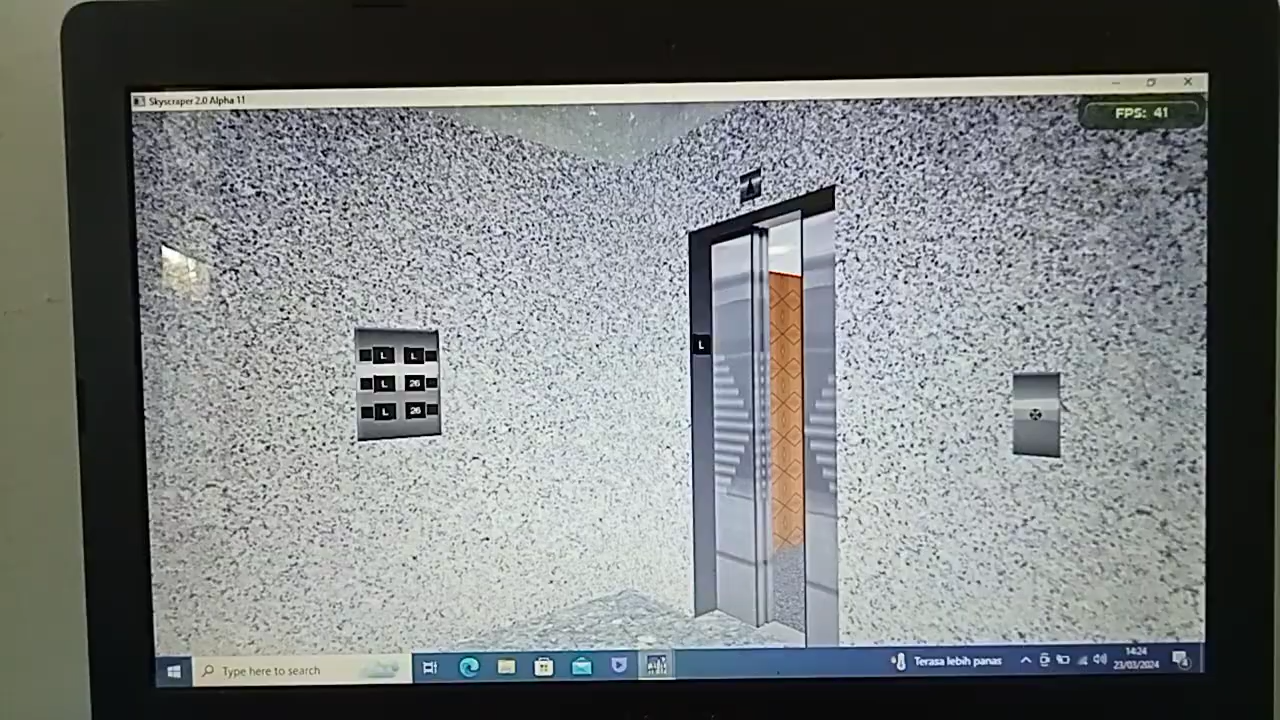 Skyscraper 2.0 Alpha 11
FPS: 41
L L
L 26
L 26
L
Type here to search
Terasa lebih panas
14:24
23/03/2024
4